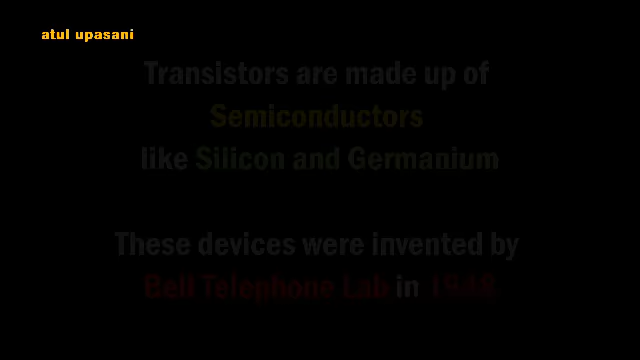 atul upasani
Transistors are made up of
Semiconductors
like Silicon and Germanium
These devices were invented by
Bell Telephone Lab in 1948